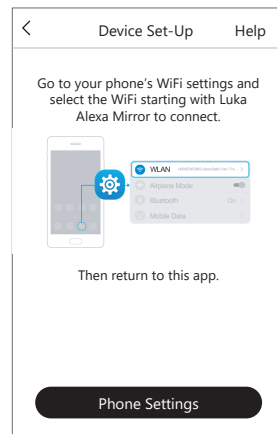 Device Set-Up Help
Go to your phone's WiFi settings and
select the WiFi starting with Luka
Alexa Mirror to connect.
WLAN
Airplane Mode
Bluetooth On
Mobile Data
Then return to this app.
Phone Settings